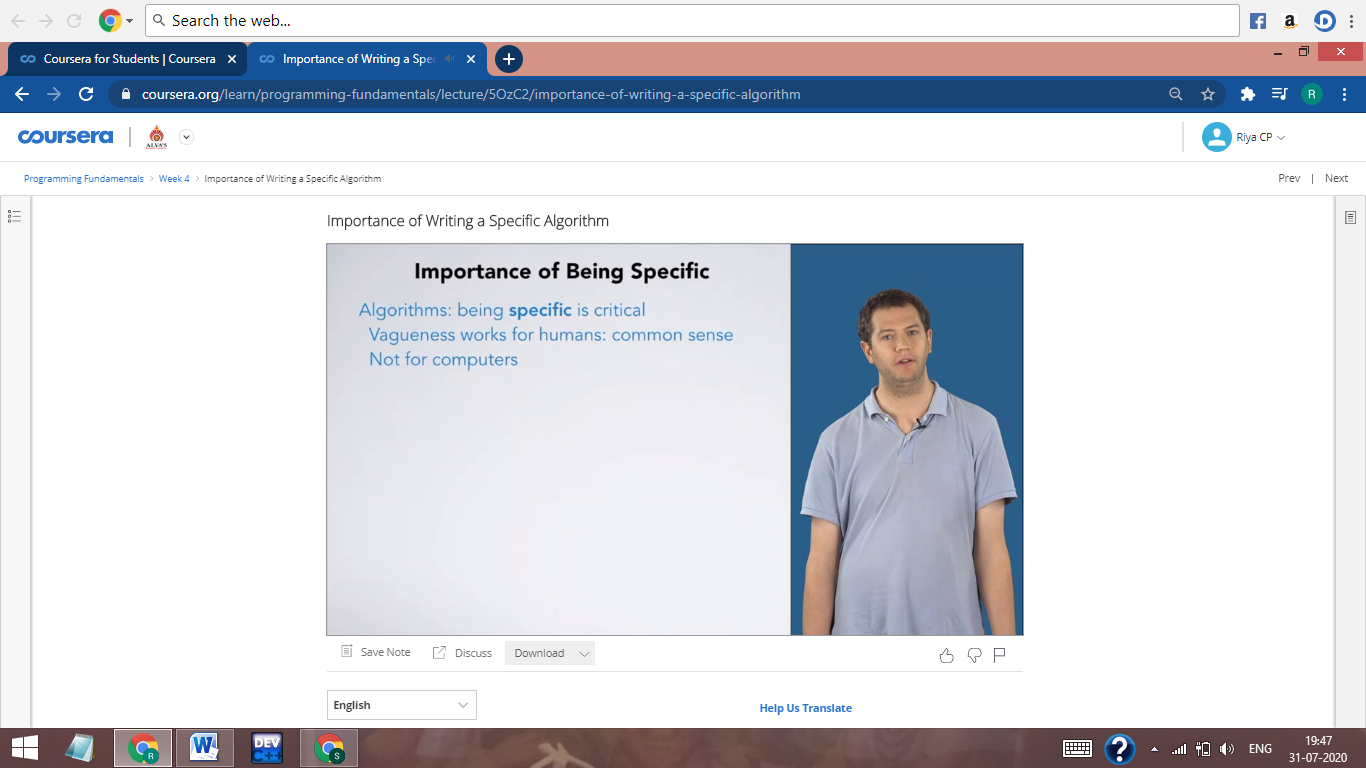 Search the web...
Coursera for Students | Coursera
Importance of Writing a Spec
coursera.org/learn/programming-fundamentals/lecture/5OzC2/importance-of-writing-a-specific-algorithm
R
coursera
ALVA'S
Riya CP
Programming Fundamentals > Week 4 > Importance of Writing a Specific Algorithm
Prev | Next
Importance of Writing a Specific Algorithm
Importance of Being Specific
Algorithms: being specific is critical
Vagueness works for humans: common sense
Not for computers
Save Note
Discuss
Download
English
Help Us Translate
R
W
DEV
C++
S
?
ENG
19:47
31-07-2020